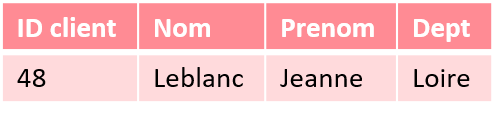 ID client Nom Prenom Dept
48 Leblanc Jeanne Loire